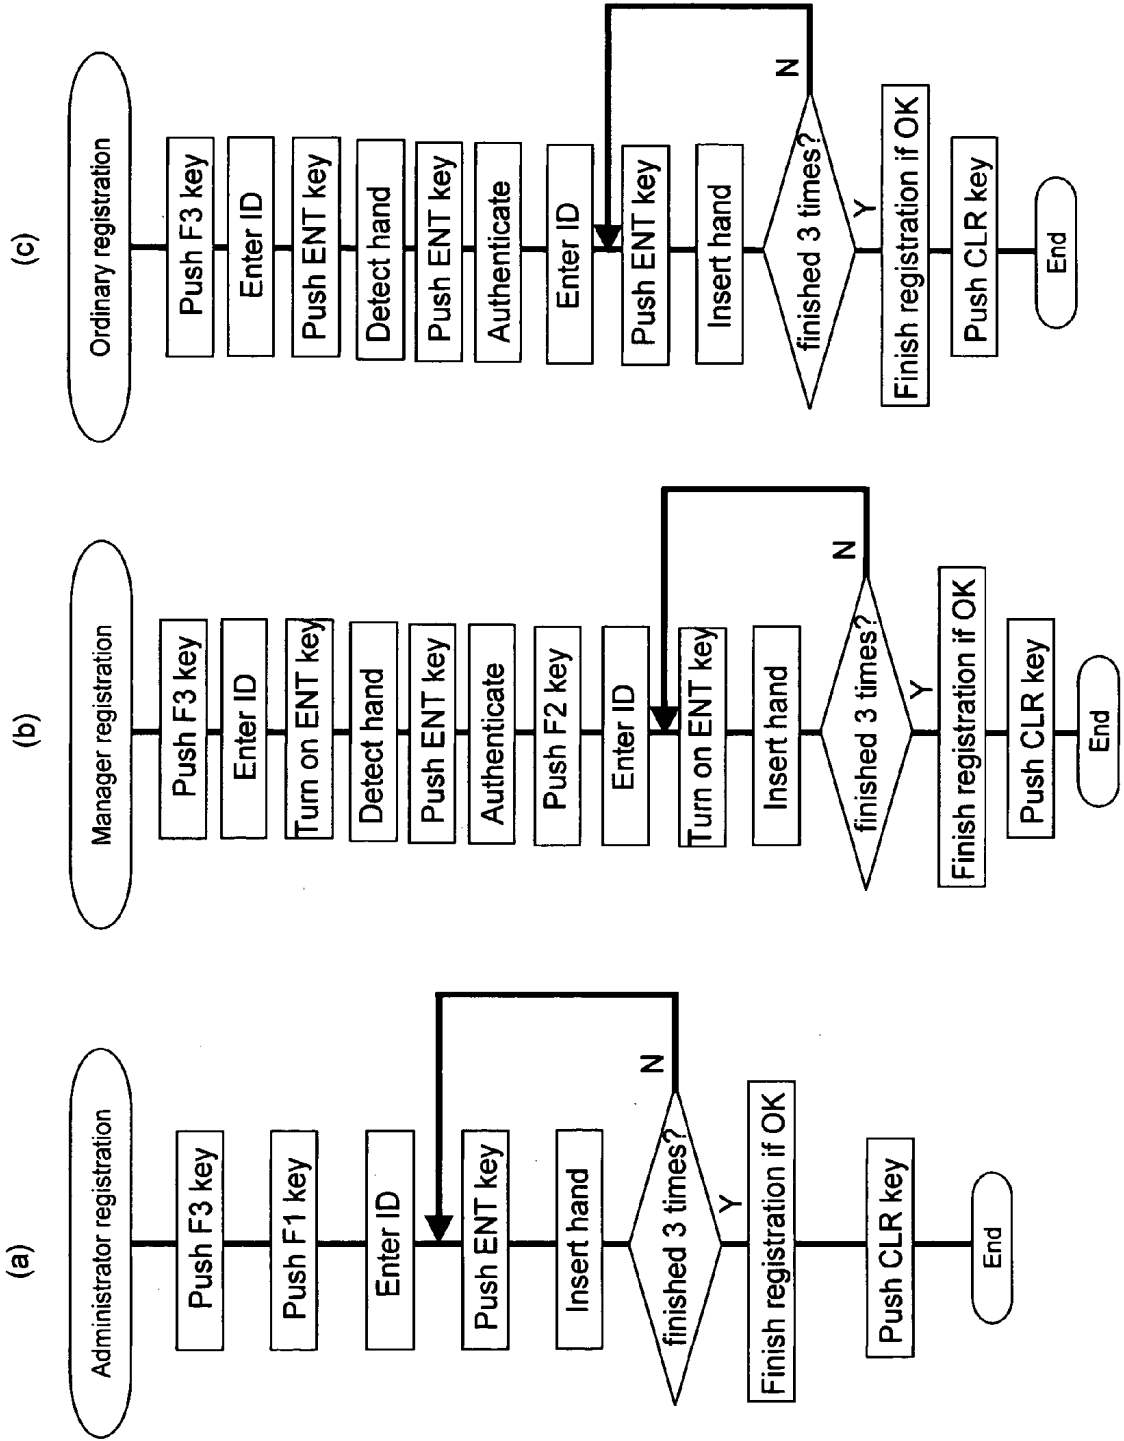 (a)
Administrator registration
Push F3 key
Push F1 key
Enter ID
Push ENT key
Insert hand
finished 3 times?
N
Y
Finish registration if OK
Push CLR key
End
(b)
Manager registration
Push F3 key
Enter ID
Turn on ENT key
Detect hand
Push ENT key
Authenticate
Push F2 key
Enter ID
Turn on ENT key
Insert hand
finished 3 times?
N
Y
Finish registration if OK
Push CLR key
End
(c)
Ordinary registration
Push F3 key
Enter ID
Push ENT key
Detect hand
Push ENT key
Authenticate
Enter ID
Push ENT key
Insert hand
finished 3 times?
N
Y
Finish registration if OK
Push CLR key
End